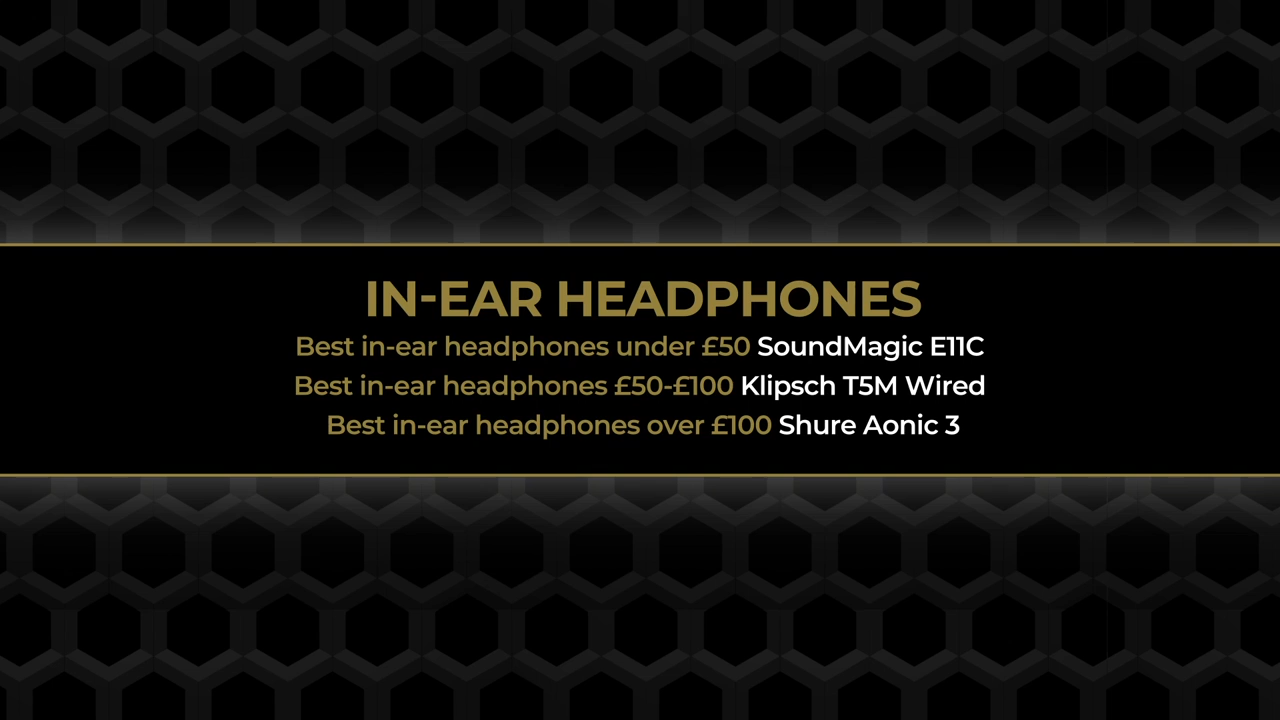 IN-EAR HEADPHONES
Best in-ear headphones under £50 SoundMagic E11C
Best in-ear headphones £50-£100 Klipsch T5M Wired
Best in-ear headphones over £100 Shure Aonic 3